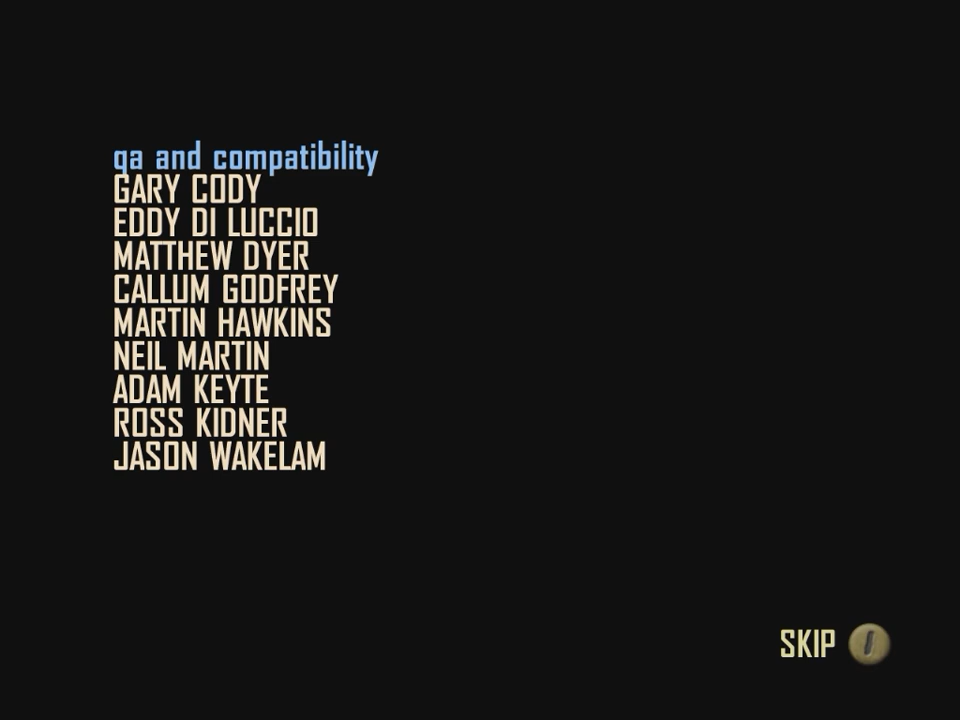 qa and compatibility
GARY CODY
EDDY DI LUCCIO
MATTHEW DYER
CALLUM GODFREY
MARTIN HAWKINS
NEIL MARTIN
ADAM KEYTE
ROSS KIDNER
JASON WAKELAM
SKIP